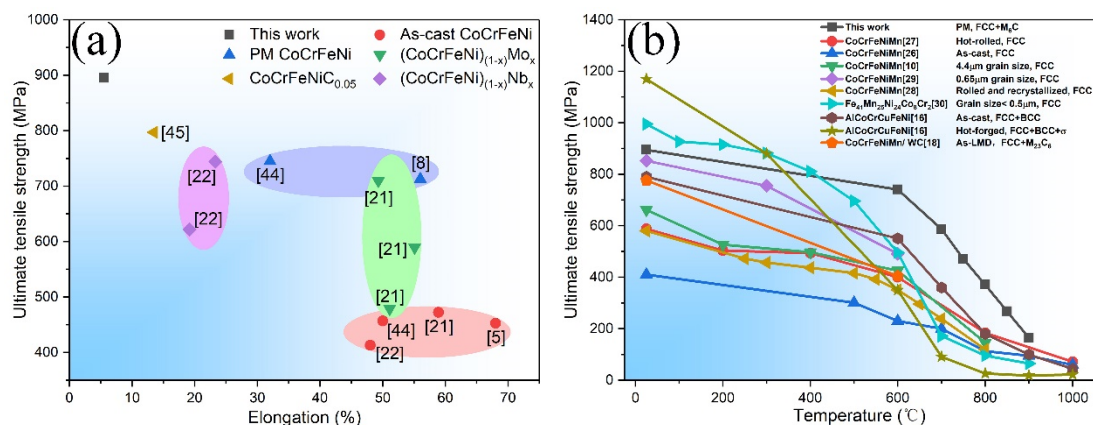 (a)
This work
As-cast CoCrFeNi
PM CoCrFeNi
(CoCrFeNi)(1-x)Mox
CoCrFeNiC0.05
(CoCrFeNi)(1-x)Nbx
Ultimate tensile strength (MPa)
1000
900
800
700
600
500
400
[45]
[22]
[22]
[44]
[8]
[21]
[21]
[21]
[44]
[21]
[5]
[22]
0 10 20 30 40 50 60 70
Elongation (%)
(b)
This work PM, FCC+M6C
CoCrFeNiMn[27] Hot-rolled, FCC
CoCrFeNiMn[26] As-cast, FCC
CoCrFeNiMn[10] 4.4μm grain size, FCC
CoCrFeNiMn[29] 0.65μm grain size, FCC
CoCrFeNiMn[28] Rolled and recrystallized, FCC
Fe41Mn25Ni24Co8Cr2[30] Grain size< 0.5μm, FCC
AlCoCrCuFeNi[16] As-cast, FCC+BCC
AlCoCrCuFeNi[16] Hot-forged, FCC+BCC+σ
CoCrFeNiMn/ WC[18] As-LMD, FCC+M23C6
Ultimate tensile strength (MPa)
1400
1200
1000
800
600
400
200
0
0 200 400 600 800 1000
Temperature (℃)